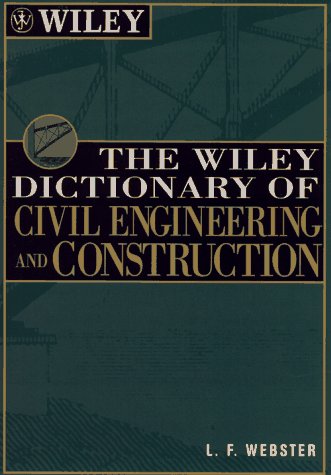 WILEY
THE WILEY
DICTIONARY OF
CIVIL ENGINEERING
AND CONSTRUCTION
L. F. WEBSTER